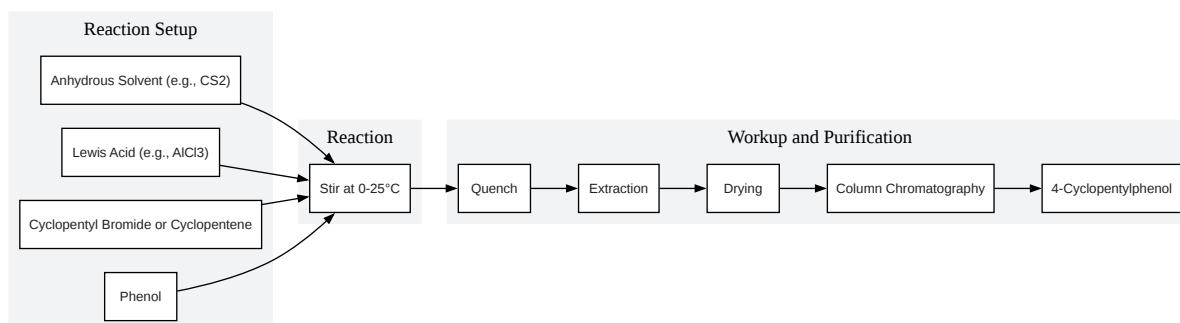 Reaction Setup
Anhydrous Solvent (e.g., CS2)
Lewis Acid (e.g., AlCl3)
Cyclopentyl Bromide or Cyclopentene
Phenol
Reaction
Stir at 0-25°C
Workup and Purification
Quench
Extraction
Drying
Column Chromatography
4-Cyclopentylphenol